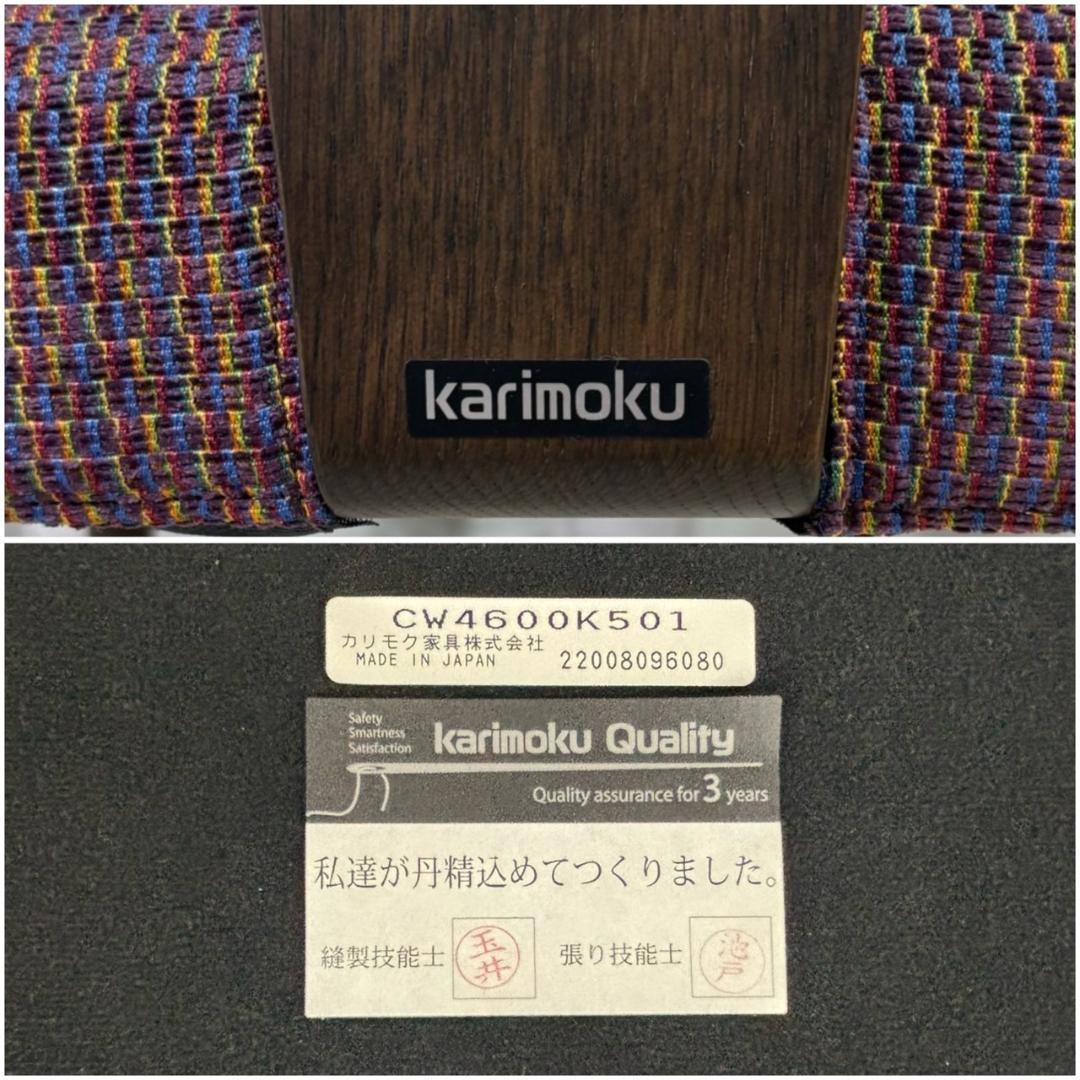 karimoku
CW4600K501
カリモク家具株式会社
MADE IN JAPAN 22008096080
Safety
Smartness
Satisfaction
karimoku Quality
Quality assurance for 3 years
私達が丹精込めてつくりました。
縫製技能士 玉井 張り技能士 池戸